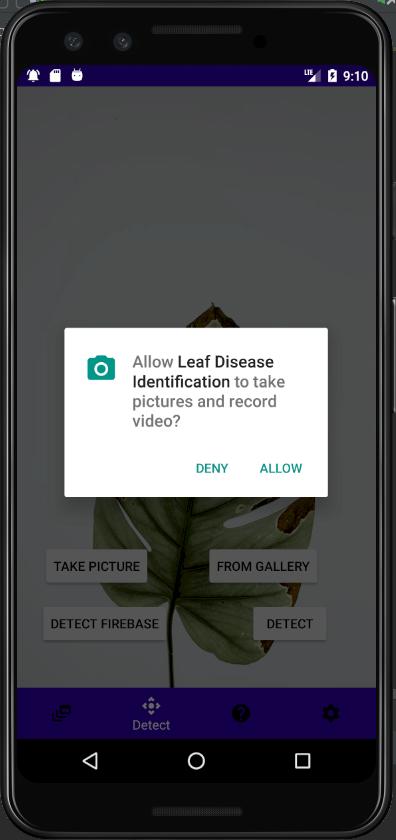 LTE 9:10
Allow Leaf Disease
Identification to take
pictures and record
video?
DENY ALLOW
TAKE PICTURE FROM GALLERY
DETECT FIREBASE DETECT
Detect